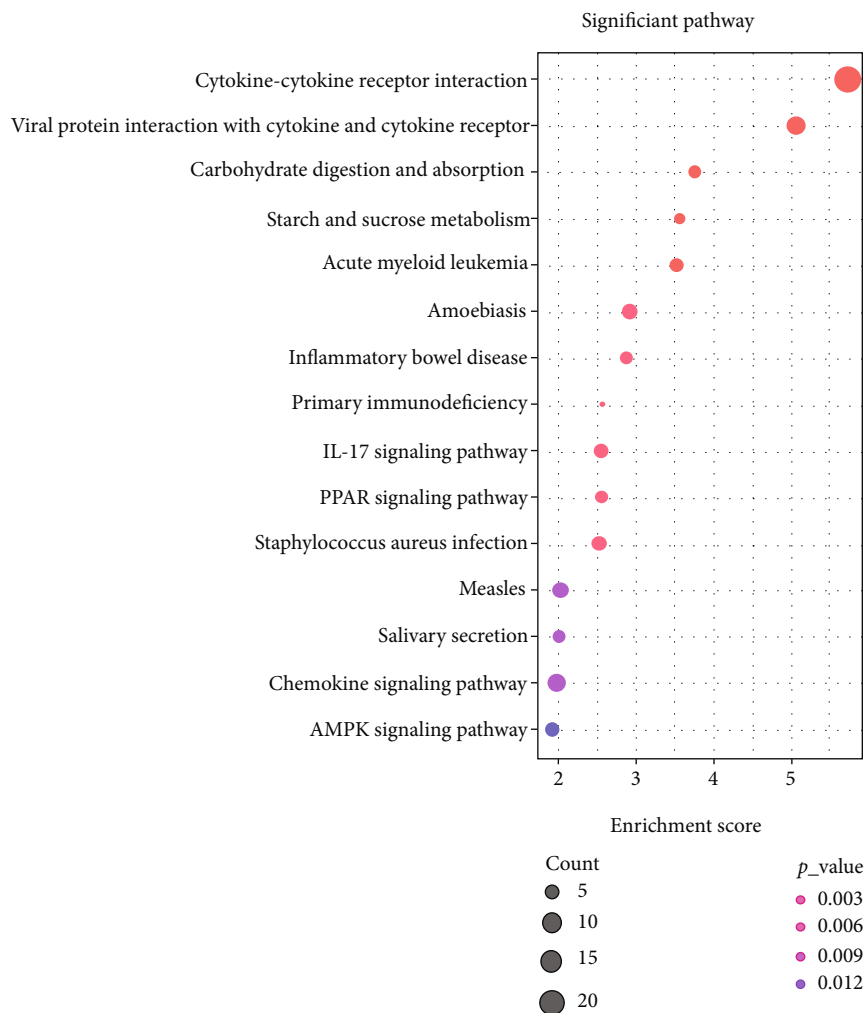 Significiant pathway
Cytokine-cytokine receptor interaction
Viral protein interaction with cytokine and cytokine receptor
Carbohydrate digestion and absorption
Starch and sucrose metabolism
Acute myeloid leukemia
Amoebiasis
Inflammatory bowel disease
Primary immunodeficiency
IL-17 signaling pathway
PPAR signaling pathway
Staphylococcus aureus infection
Measles
Salivary secretion
Chemokine signaling pathway
AMPK signaling pathway
2 3 4 5
Enrichment score
Count
5
10
15
20
p_value
0.003
0.006
0.009
0.012